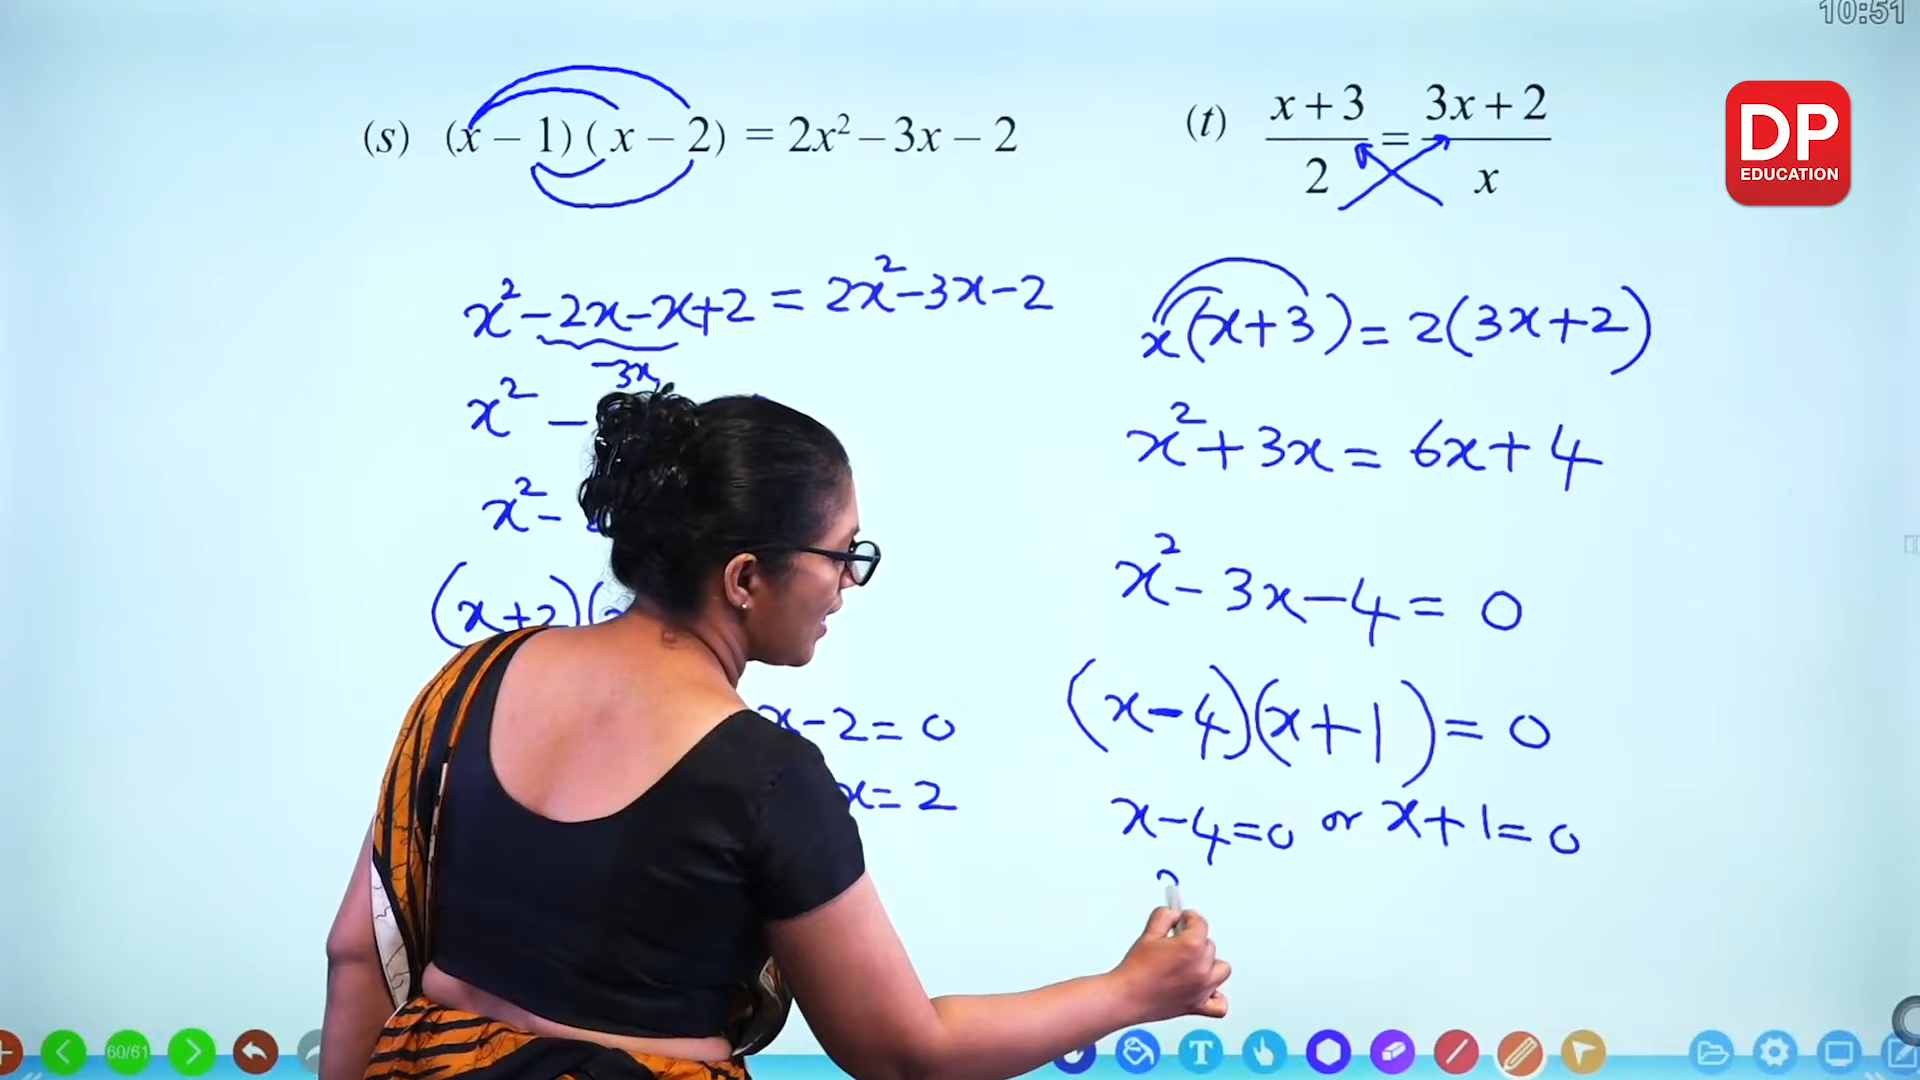 10:51
DP
EDUCATION
(s) (x – 1)(x – 2) = 2x² – 3x – 2
x² – 2x – x + 2 = 2x² – 3x – 2
–3x
x² –
x² –
(x+2)(
x – 2 = 0
x = 2
(t) x + 3 / 2 = 3x + 2 / x
x(x+3) = 2(3x+2)
x² + 3x = 6x + 4
x² – 3x – 4 = 0
(x–4)(x+1) = 0
x–4=0 or x+1=0
60/61
T